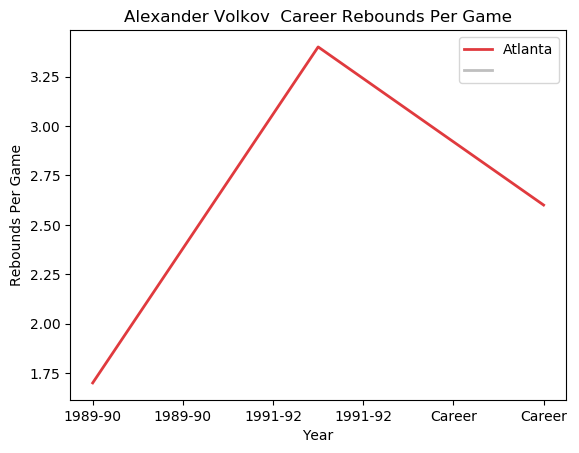 Alexander Volkov  Career Rebounds Per Game
Atlanta
Rebounds Per Game
3.25
3.00
2.75
2.50
2.25
2.00
1.75
1989-90 1989-90 1991-92 1991-92 Career Career
Year